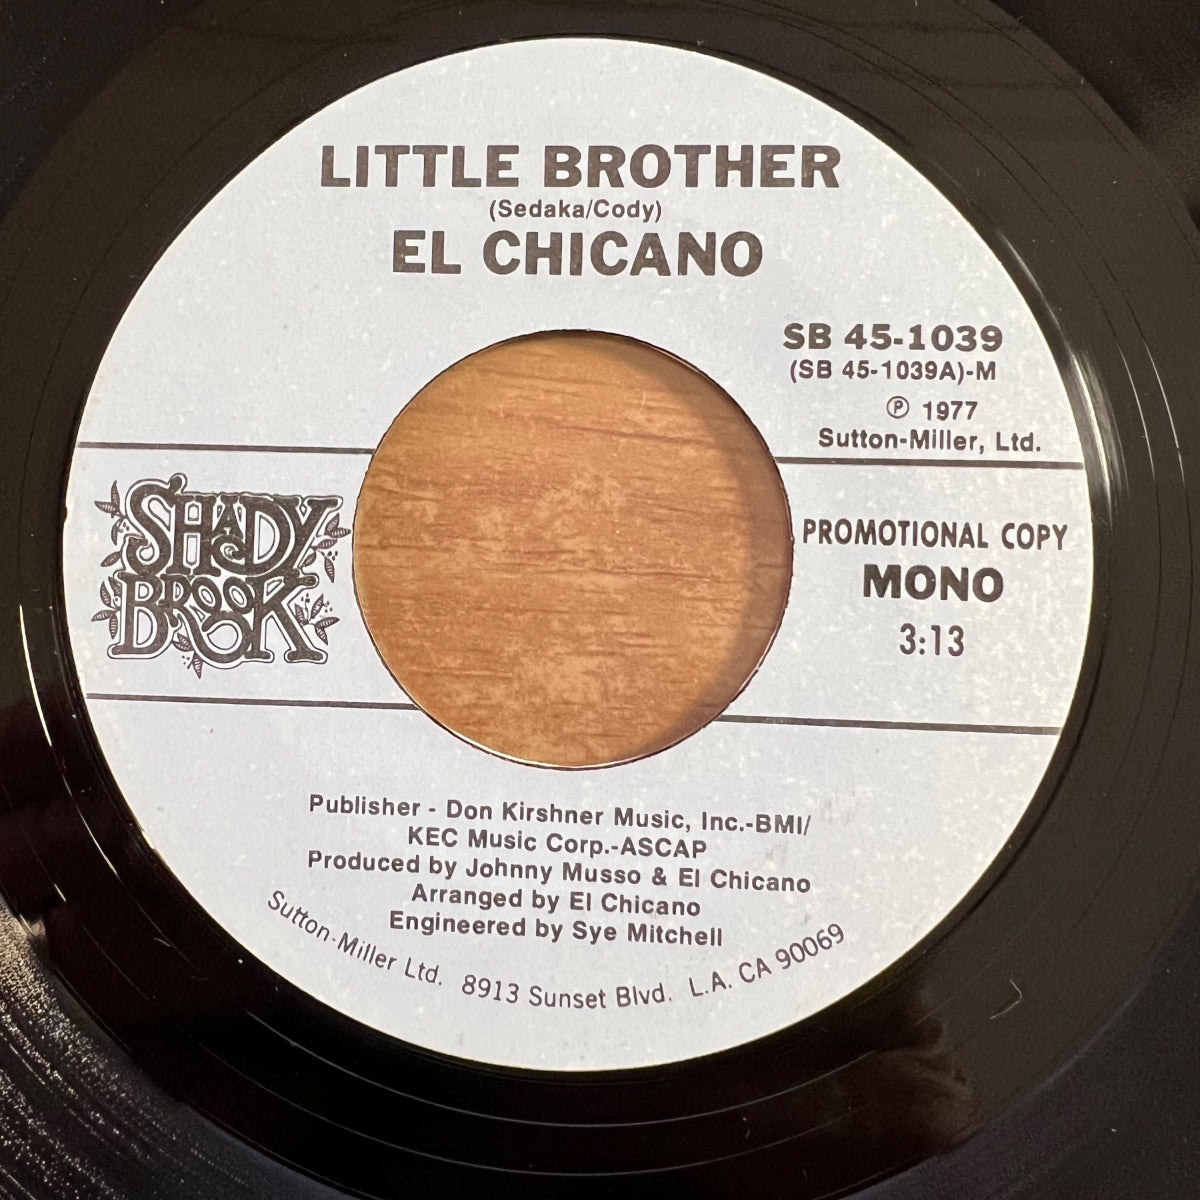 LITTLE BROTHER
(Sedaka/Cody)
EL CHICANO
SB 45-1039
(SB 45-1039A)-M
Ⓟ 1977
Sutton-Miller, Ltd.
SHADY
BROOK
PROMOTIONAL COPY
MONO
3:13
Publisher - Don Kirshner Music, Inc.-BMI/
KEC Music Corp.-ASCAP
Produced by Johnny Musso & El Chicano
Arranged by El Chicano
Engineered by Sye Mitchell
Sutton-Miller Ltd. 8913 Sunset Blvd. L.A. CA 90069